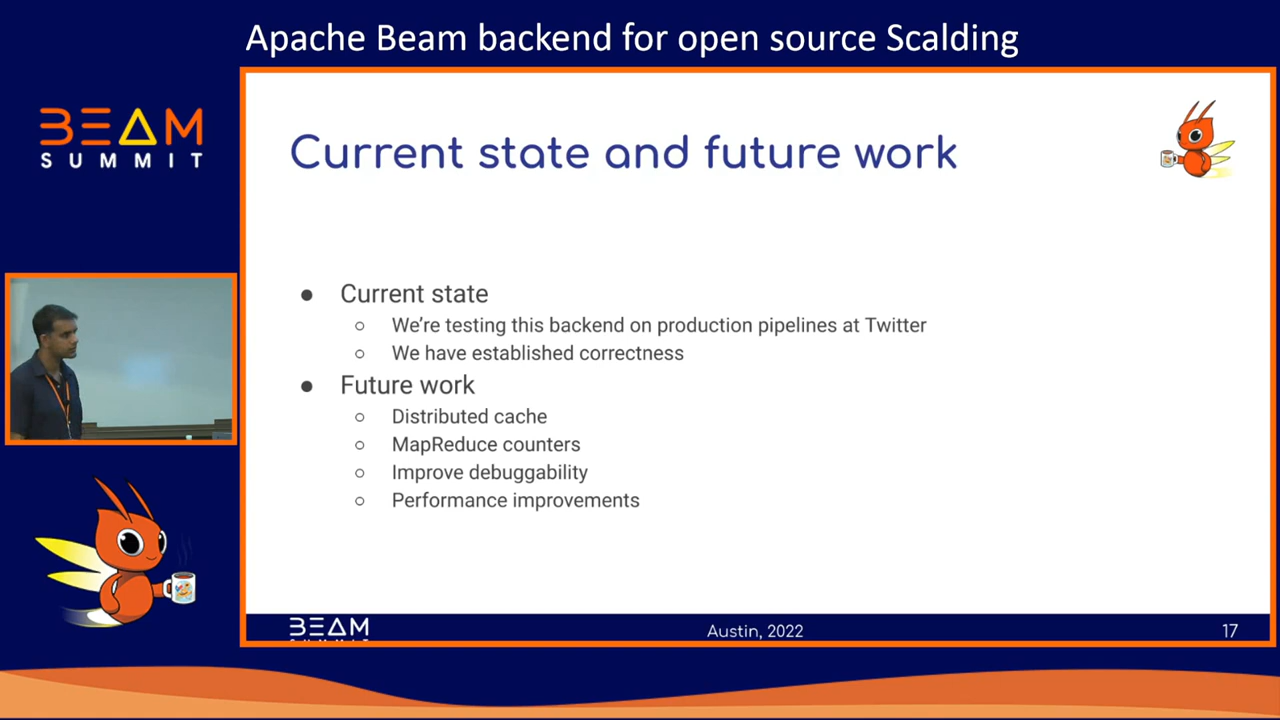 Apache Beam backend for open source Scalding
BEAM
SUMMIT
Current state and future work
● Current state
○ We're testing this backend on production pipelines at Twitter
○ We have established correctness
● Future work
○ Distributed cache
○ MapReduce counters
○ Improve debuggability
○ Performance improvements
BEAM
Austin, 2022
17